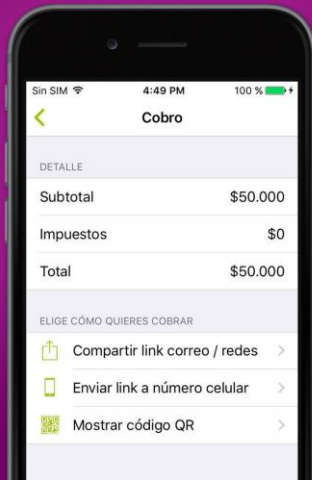 Sin SIM 4:49 PM 100 %
Cobro
DETALLE
Subtotal $50.000
Impuestos $0
Total $50.000
ELIGE CÓMO QUIERES COBRAR
Compartir link correo / redes
Enviar link a número celular
Mostrar código QR